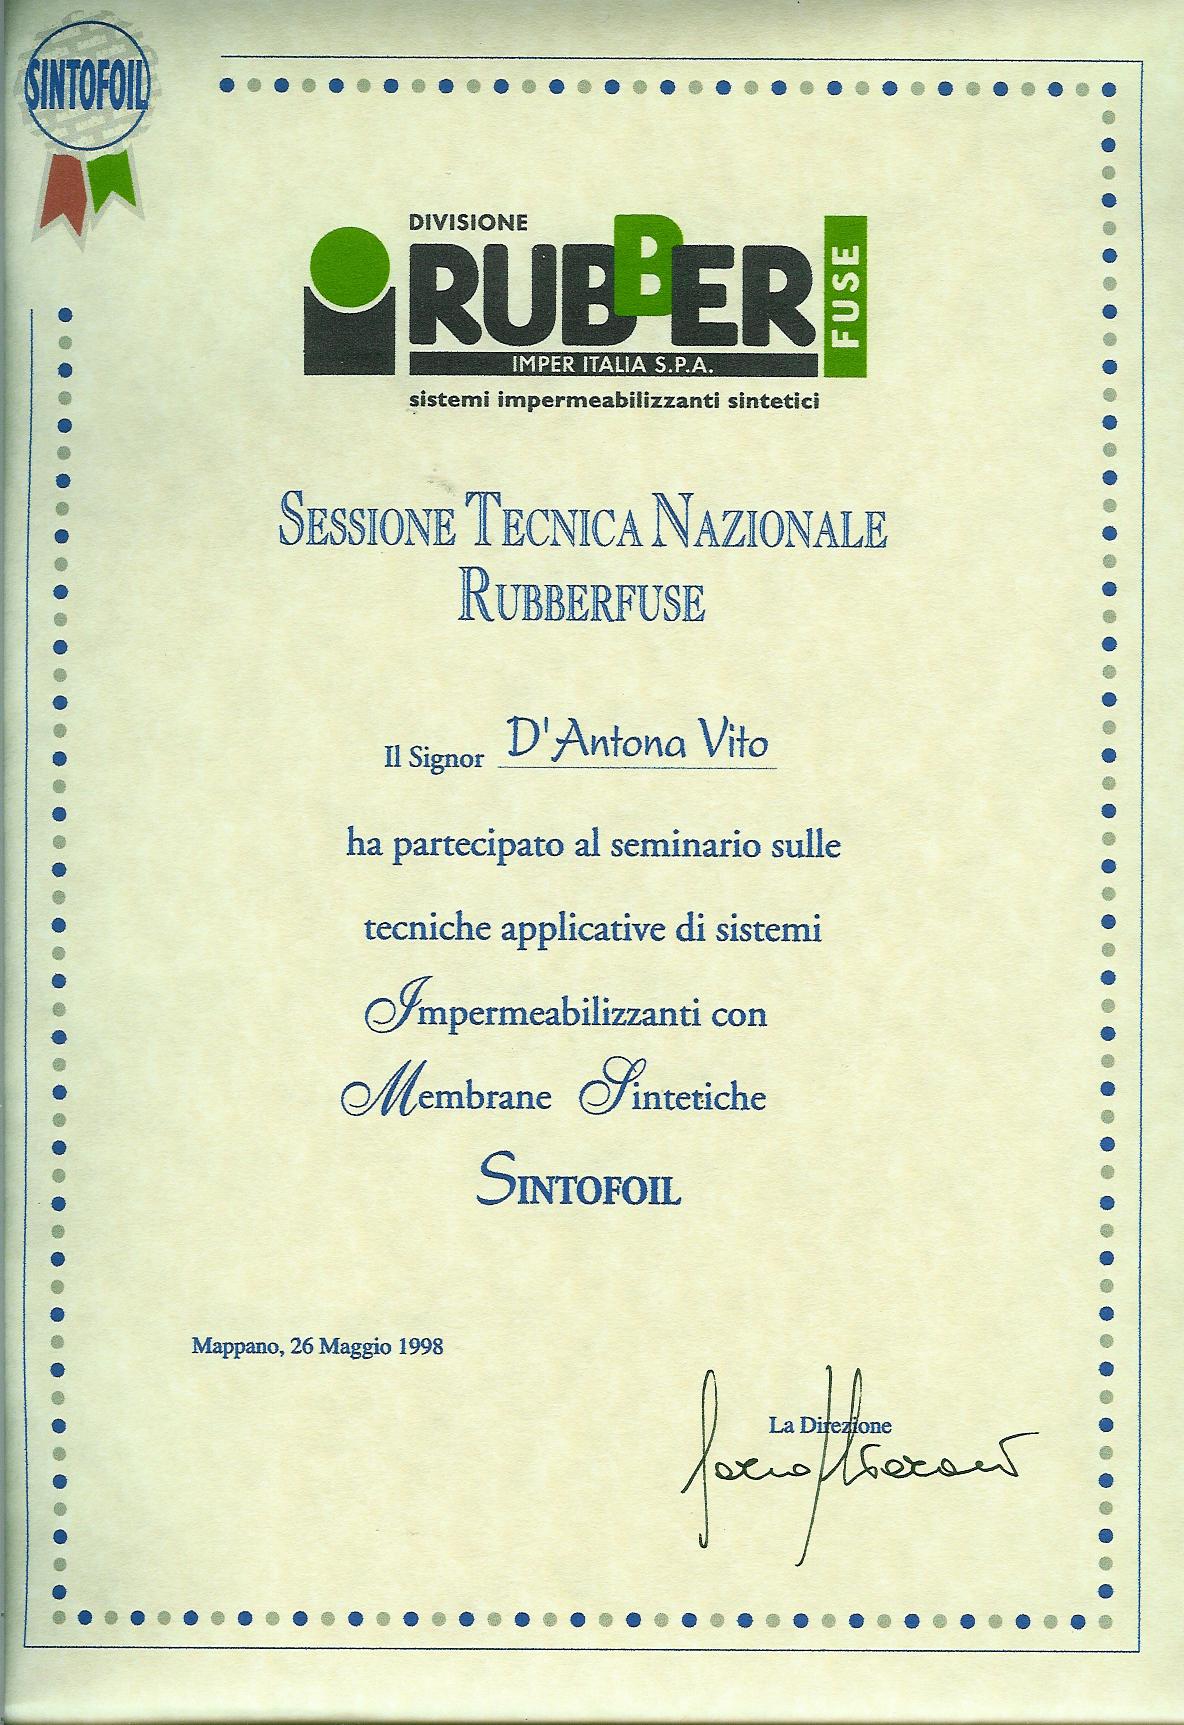 SINTOFOIL
DIVISIONE
RUBBER
FUSE
IMPER ITALIA S.P.A.
sistemi impermeabilizzanti sintetici
SESSIONE TECNICA NAZIONALE
RUBBERFUSE
Il Signor D'Antona Vito
ha partecipato al seminario sulle
tecniche applicative di sistemi
Impermeabilizzanti con
Membrane Sintetiche
SINTOFOIL
Mappano, 26 Maggio 1998
La Direzione